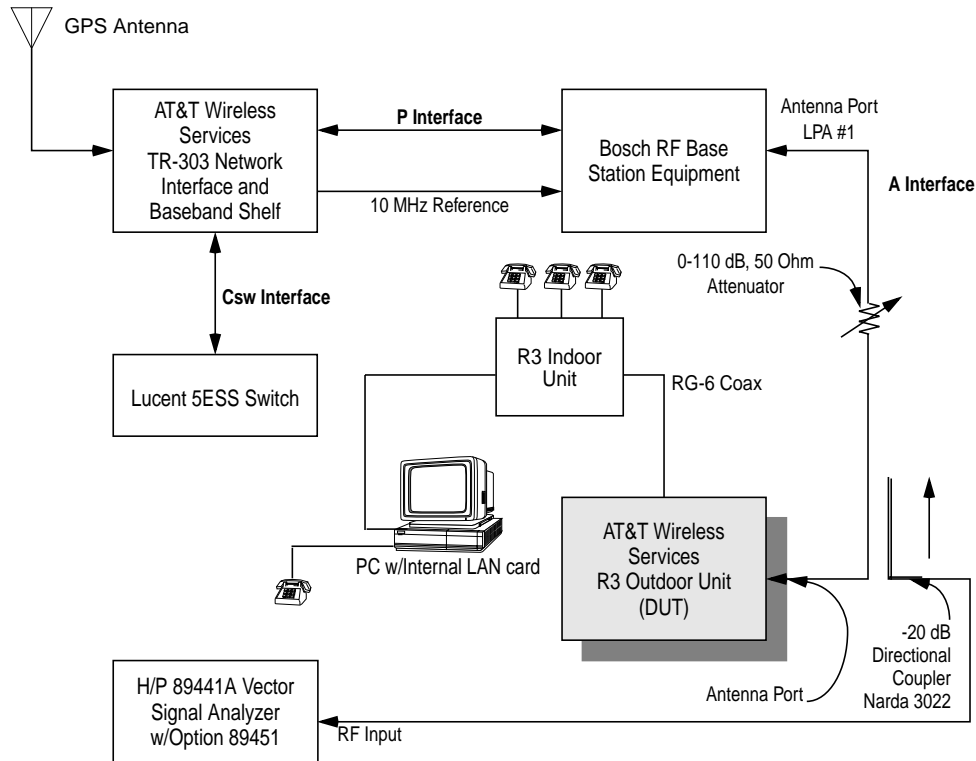 GPS Antenna
AT&T Wireless
Services
TR-303 Network
Interface and
Baseband Shelf
P Interface
10 MHz Reference
Bosch RF Base
Station Equipment
Antenna Port
LPA #1
A Interface
0-110 dB, 50 Ohm
Attenuator
Csw Interface
Lucent 5ESS Switch
R3 Indoor
Unit
RG-6 Coax
PC w/Internal LAN card
AT&T Wireless
Services
R3 Outdoor Unit
(DUT)
-20 dB
Directional
Coupler
Narda 3022
Antenna Port
H/P 89441A Vector
Signal Analyzer
w/Option 89451
RF Input